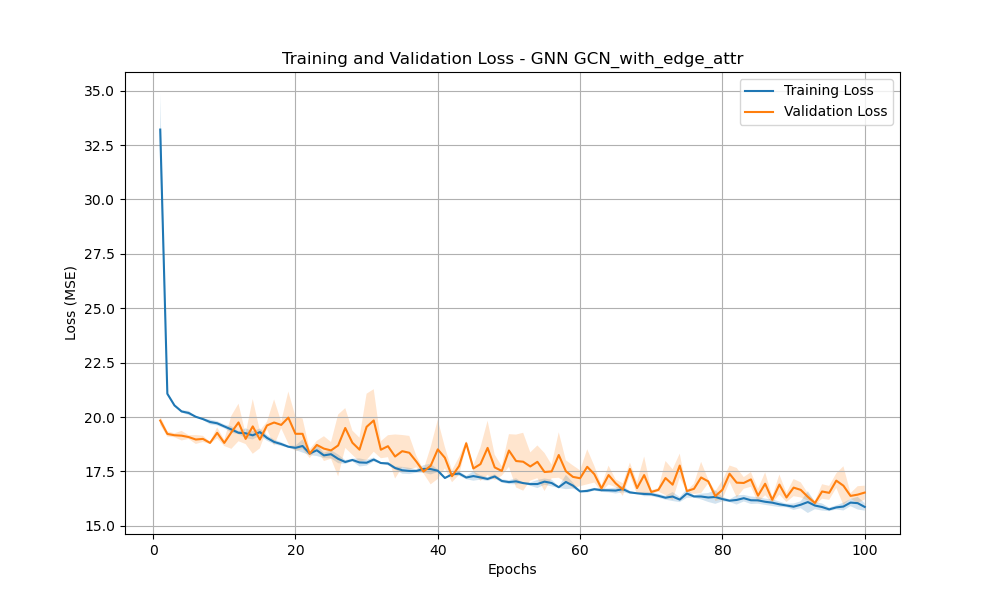 Training and Validation Loss - GNN GCN_with_edge_attr
Training Loss
Validation Loss
35.0
32.5
30.0
27.5
25.0
22.5
20.0
17.5
15.0
Loss (MSE)
0 20 40 60 80 100
Epochs